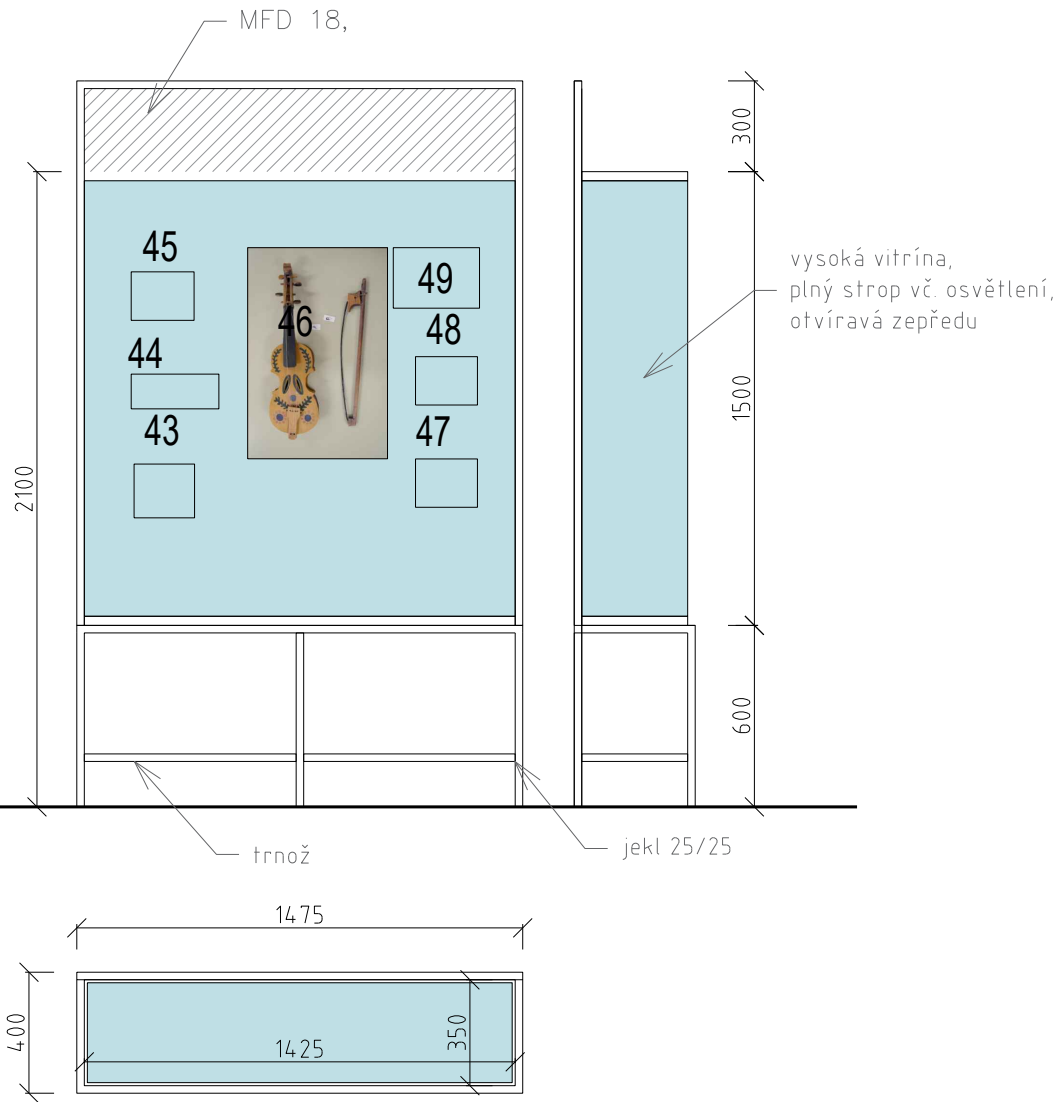 MFD 18,
300
45
49
46
48
44
43
47
vysoká vitrína,
plný strop vč. osvětlení,
otvíravá zepředu
1500
2100
600
trnož
jekl 25/25
1475
400
350
1425